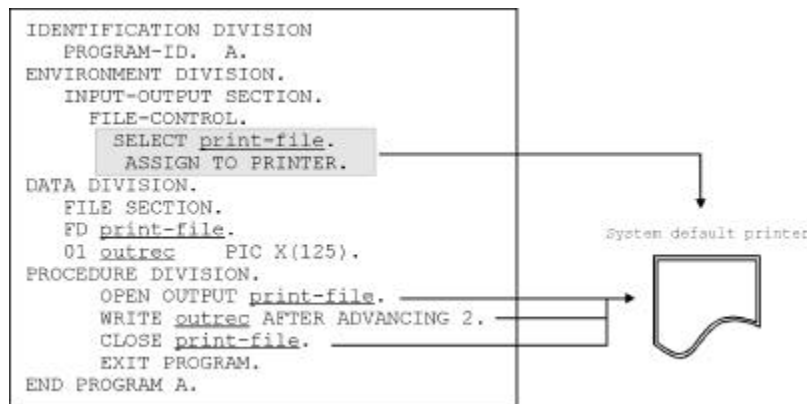 IDENTIFICATION DIVISION
PROGRAM-ID. A.
ENVIRONMENT DIVISION.
INPUT-OUTPUT SECTION.
FILE-CONTROL.
SELECT print-file.
ASSIGN TO PRINTER.
DATA DIVISION.
FILE SECTION.
FD print-file.
01 outrec PIC X(125).
PROCEDURE DIVISION.
OPEN OUTPUT print-file.
WRITE outrec AFTER ADVANCING 2.
CLOSE print-file.
EXIT PROGRAM.
END PROGRAM A.
System default printer